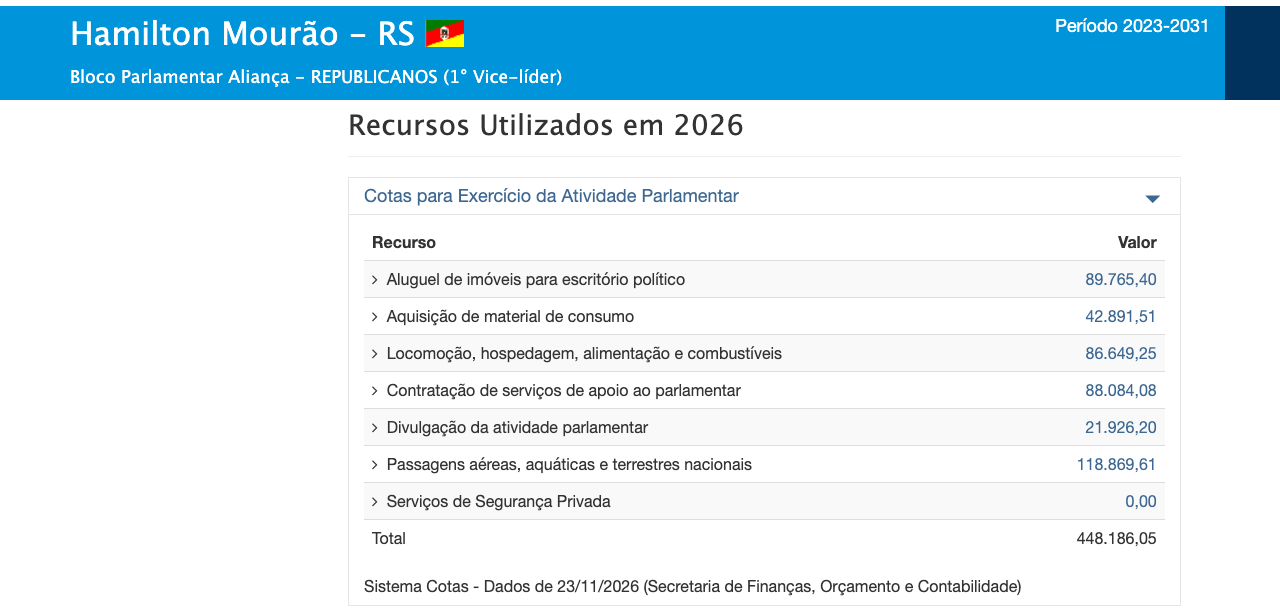 Hamilton Mourão – RS
Período 2023-2031
Bloco Parlamentar Aliança – REPUBLICANOS (1° Vice-líder)
Recursos Utilizados em 2026
Cotas para Exercício da Atividade Parlamentar
Recurso Valor
Aluguel de imóveis para escritório político 89.765,40
Aquisição de material de consumo 42.891,51
Locomoção, hospedagem, alimentação e combustíveis 86.649,25
Contratação de serviços de apoio ao parlamentar 88.084,08
Divulgação da atividade parlamentar 21.926,20
Passagens aéreas, aquáticas e terrestres nacionais 118.869,61
Serviços de Segurança Privada 0,00
Total 448.186,05
Sistema Cotas - Dados de 23/11/2026 (Secretaria de Finanças, Orçamento e Contabilidade)